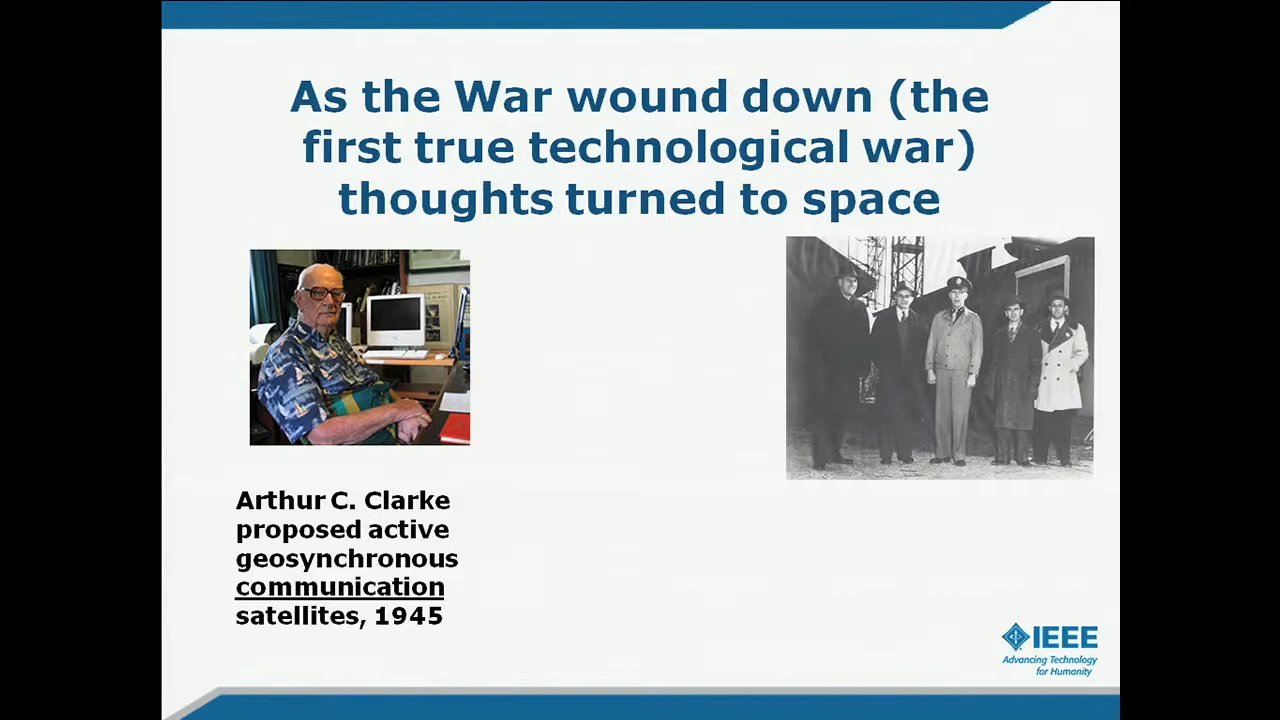 As the War wound down (the
first true technological war)
thoughts turned to space
Arthur C. Clarke
proposed active
geosynchronous
communication
satellites, 1945
IEEE
Advancing Technology
for Humanity